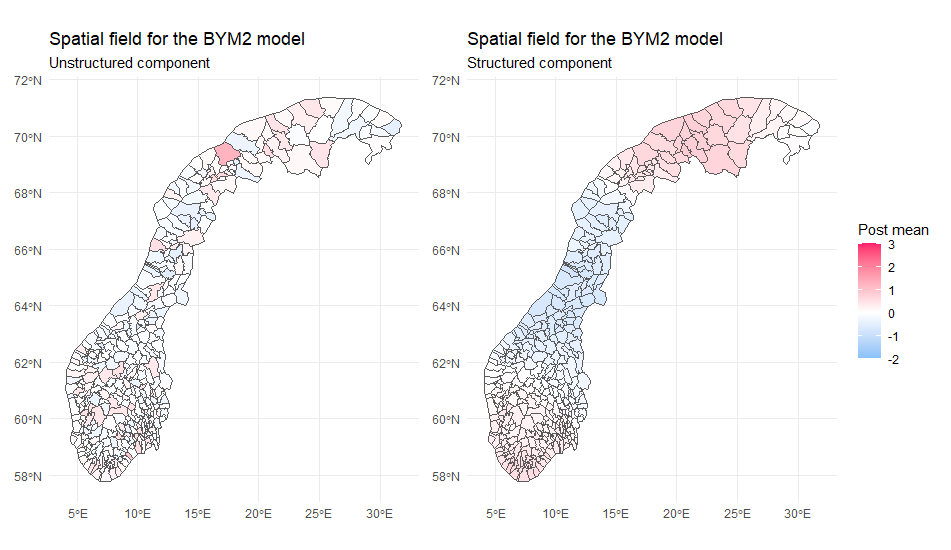 Spatial field for the BYM2 model
Unstructured component
72°N
70°N
68°N
66°N
64°N
62°N
60°N
58°N
5°E 10°E 15°E 20°E 25°E 30°E
Spatial field for the BYM2 model
Structured component
72°N
70°N
68°N
66°N
64°N
62°N
60°N
58°N
5°E 10°E 15°E 20°E 25°E 30°E
Post mean
3
2
1
0
-1
-2